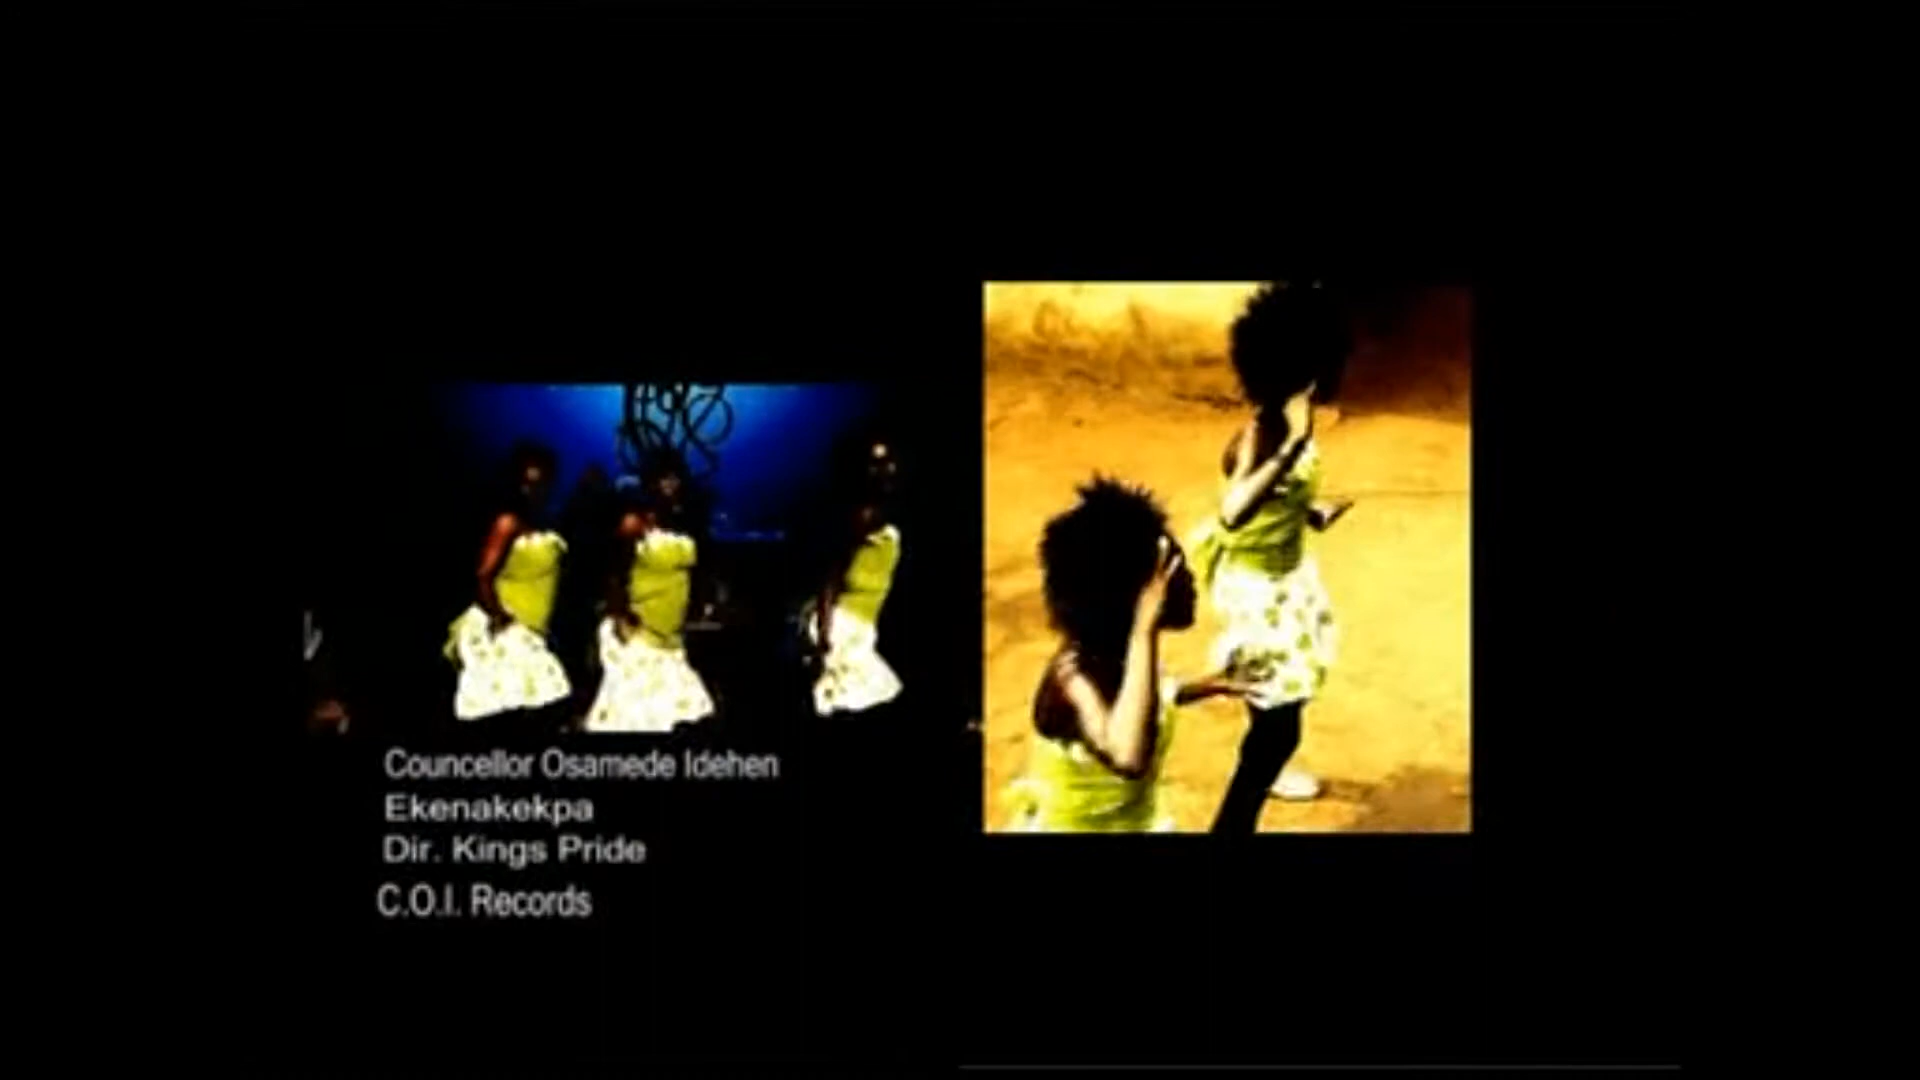 Councellor Osamede Idehen
Ekenakekpa
Dir. Kings Pride
C.O.I. Records